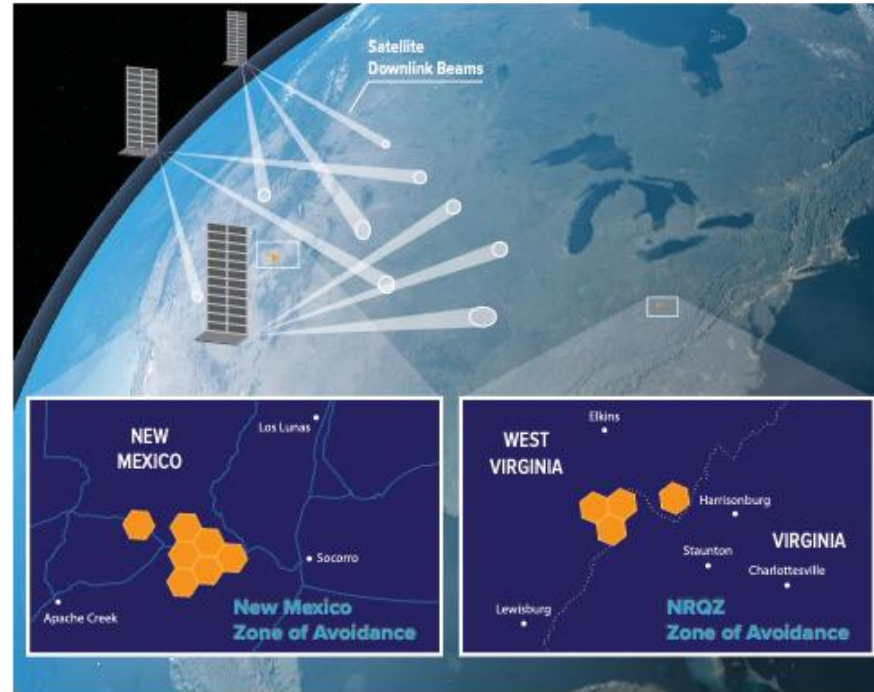 Satellite
Downlink Beams
NEW
MEXICO
Los Lunas
Socorro
Apache Creek
New Mexico
Zone of Avoidance
Elkins
WEST
VIRGINIA
Harrisonburg
Staunton
VIRGINIA
Charlottesville
Lewisburg
NRQZ
Zone of Avoidance